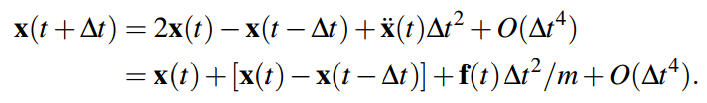 x(t + Δt) = 2x(t) − x(t − Δt) + ẍ(t)Δt² + O(Δt⁴)
= x(t) + [x(t) − x(t − Δt)] + f(t) Δt²/m + O(Δt⁴).